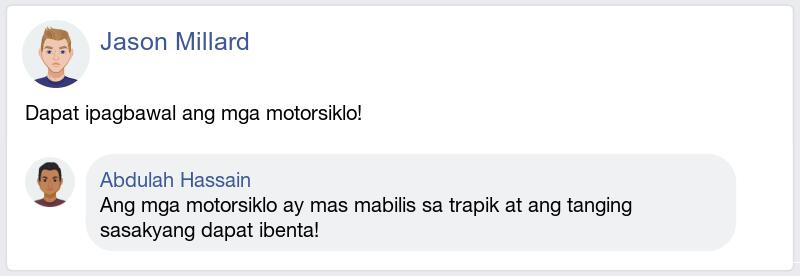 Jason Millard
Dapat ipagbawal ang mga motorsiklo!
Abdulah Hassain
Ang mga motorsiklo ay mas mabilis sa trapik at ang tanging
sasakyang dapat ibenta!